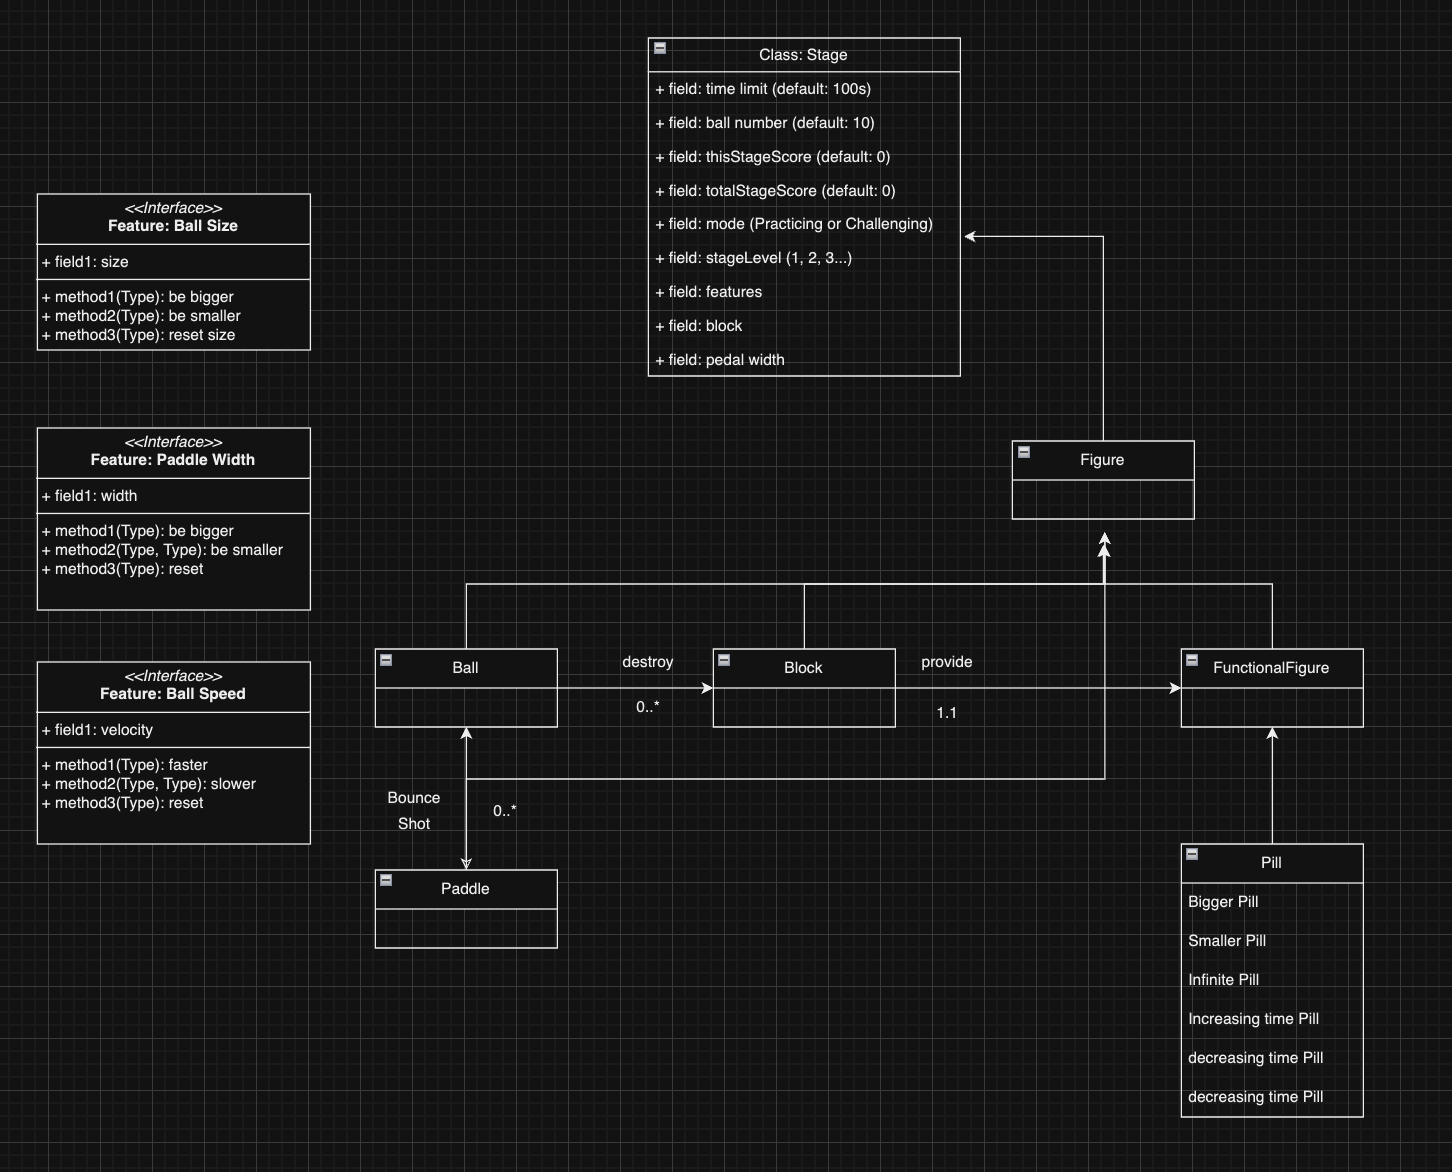 Class: Stage
+ field: time limit (default: 100s)
+ field: ball number (default: 10)
+ field: thisStageScore (default: 0)
+ field: totalStageScore (default: 0)
+ field: mode (Practicing or Challenging)
+ field: stageLevel (1, 2, 3...)
+ field: features
+ field: block
+ field: pedal width
<<Interface>>
Feature: Ball Size
+ field1: size
+ method1(Type): be bigger
+ method2(Type): be smaller
+ method3(Type): reset size
<<Interface>>
Feature: Paddle Width
+ field1: width
+ method1(Type): be bigger
+ method2(Type, Type): be smaller
+ method3(Type): reset
<<Interface>>
Feature: Ball Speed
+ field1: velocity
+ method1(Type): faster
+ method2(Type, Type): slower
+ method3(Type): reset
Figure
Ball
destroy
0..*
Block
provide
1.1
FunctionalFigure
Bounce
Shot
0..*
Paddle
Pill
Bigger Pill
Smaller Pill
Infinite Pill
Increasing time Pill
decreasing time Pill
decreasing time Pill